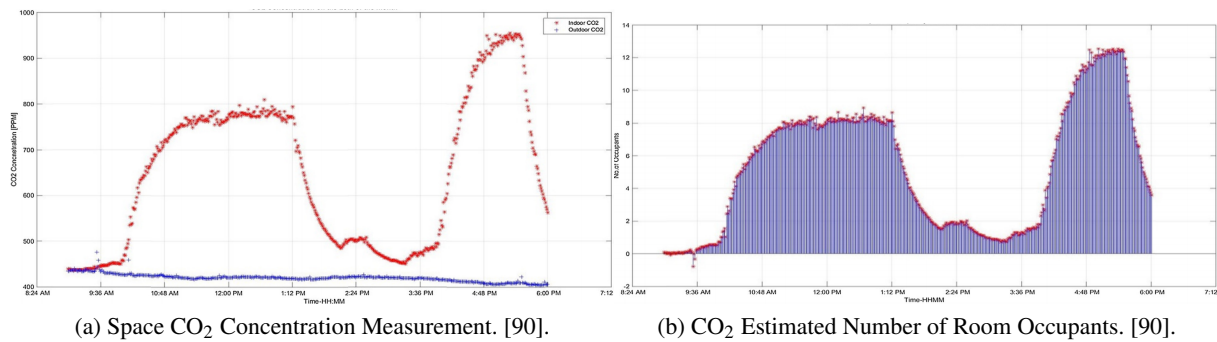 1000
Indoor CO2
Outdoor CO2
900
800
700
600
500
400
CO2 Concentration [PPM]
8:24 AM 9:36 AM 10:48 AM 12:00 PM 1:12 PM 2:24 PM 3:36 PM 4:48 PM 6:00 PM 7:12
Time-HH:MM
(a) Space CO₂ Concentration Measurement. [90].
14
12
10
8
6
4
2
0
-2
No.of Occupants
8:24 AM 9:36 AM 10:48 AM 12:00 PM 1:12 PM 2:24 PM 3:36 PM 4:48 PM 6:00 PM 7:12
Time-HHMM
(b) CO₂ Estimated Number of Room Occupants. [90].